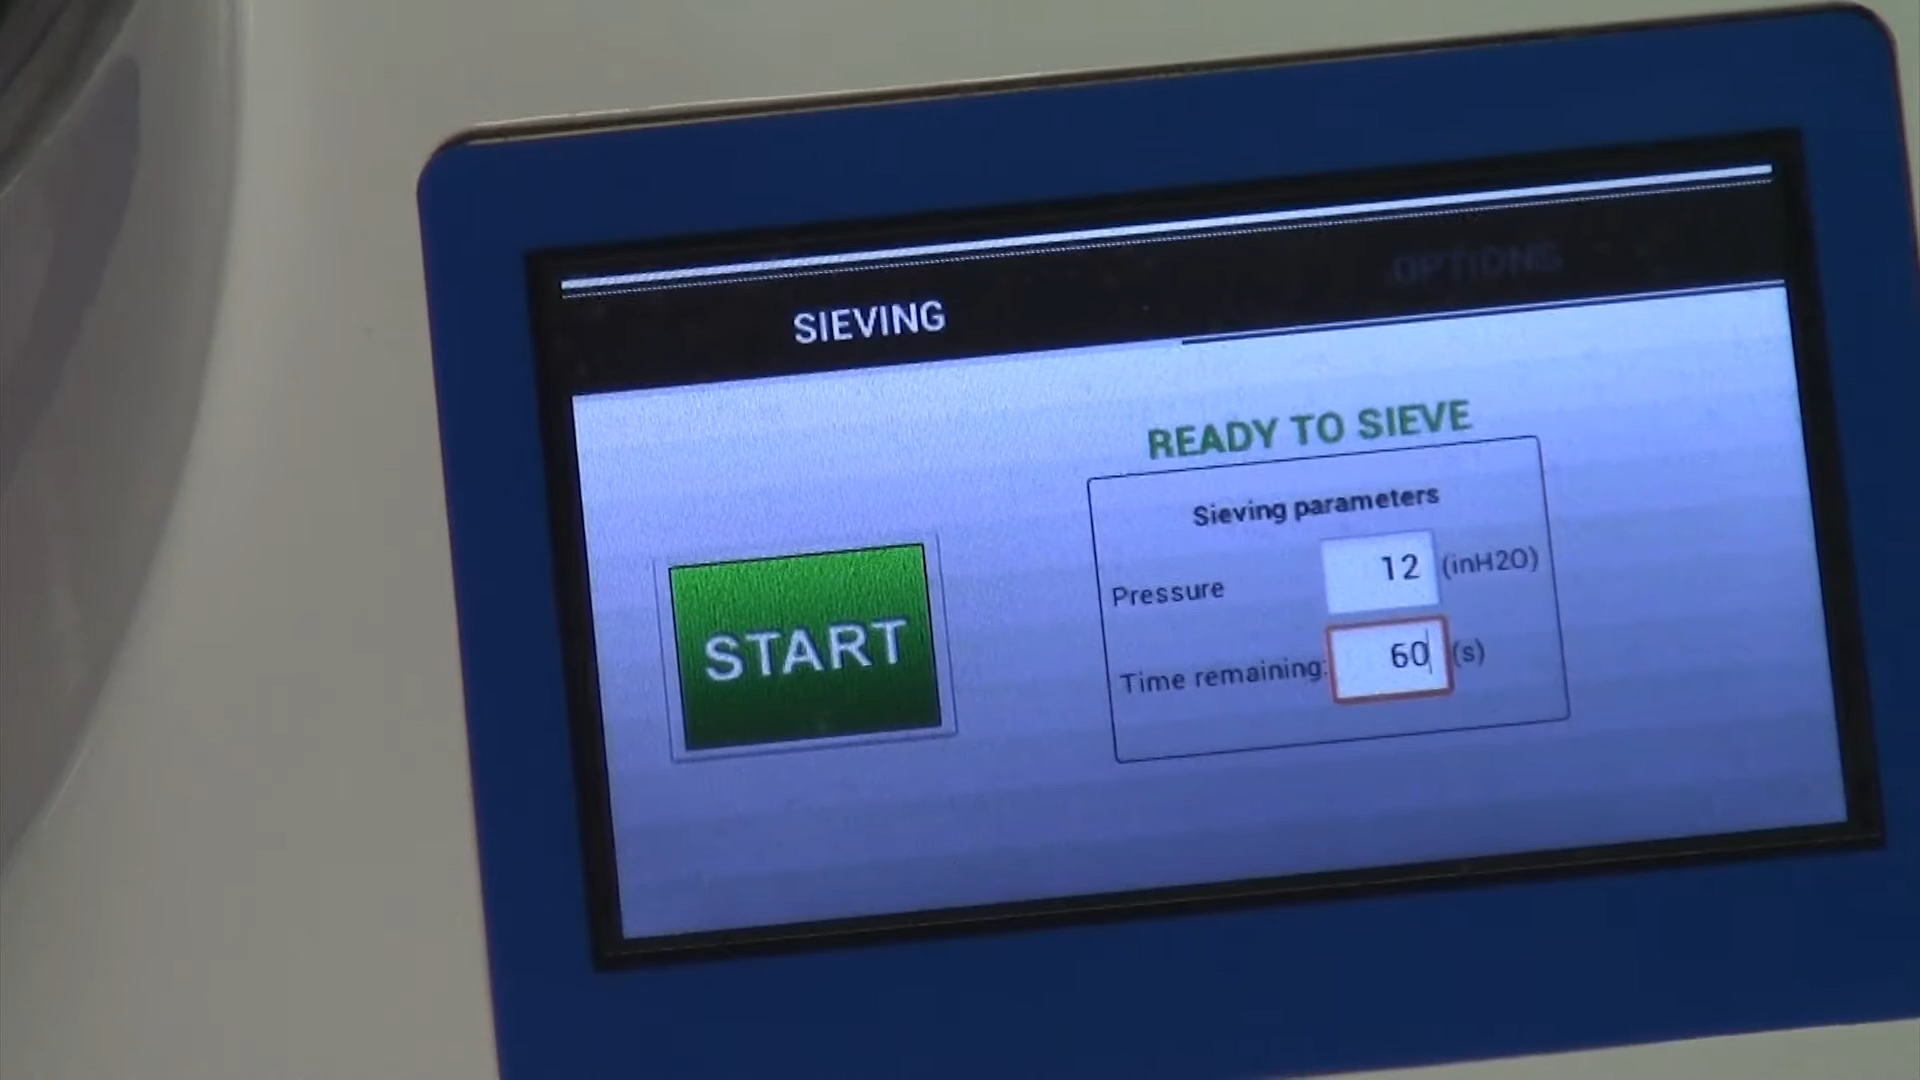 SIEVING
OPTIONS
READY TO SIEVE
Sieving parameters
START
Pressure 12 (inH2O)
Time remaining: 60 (s)